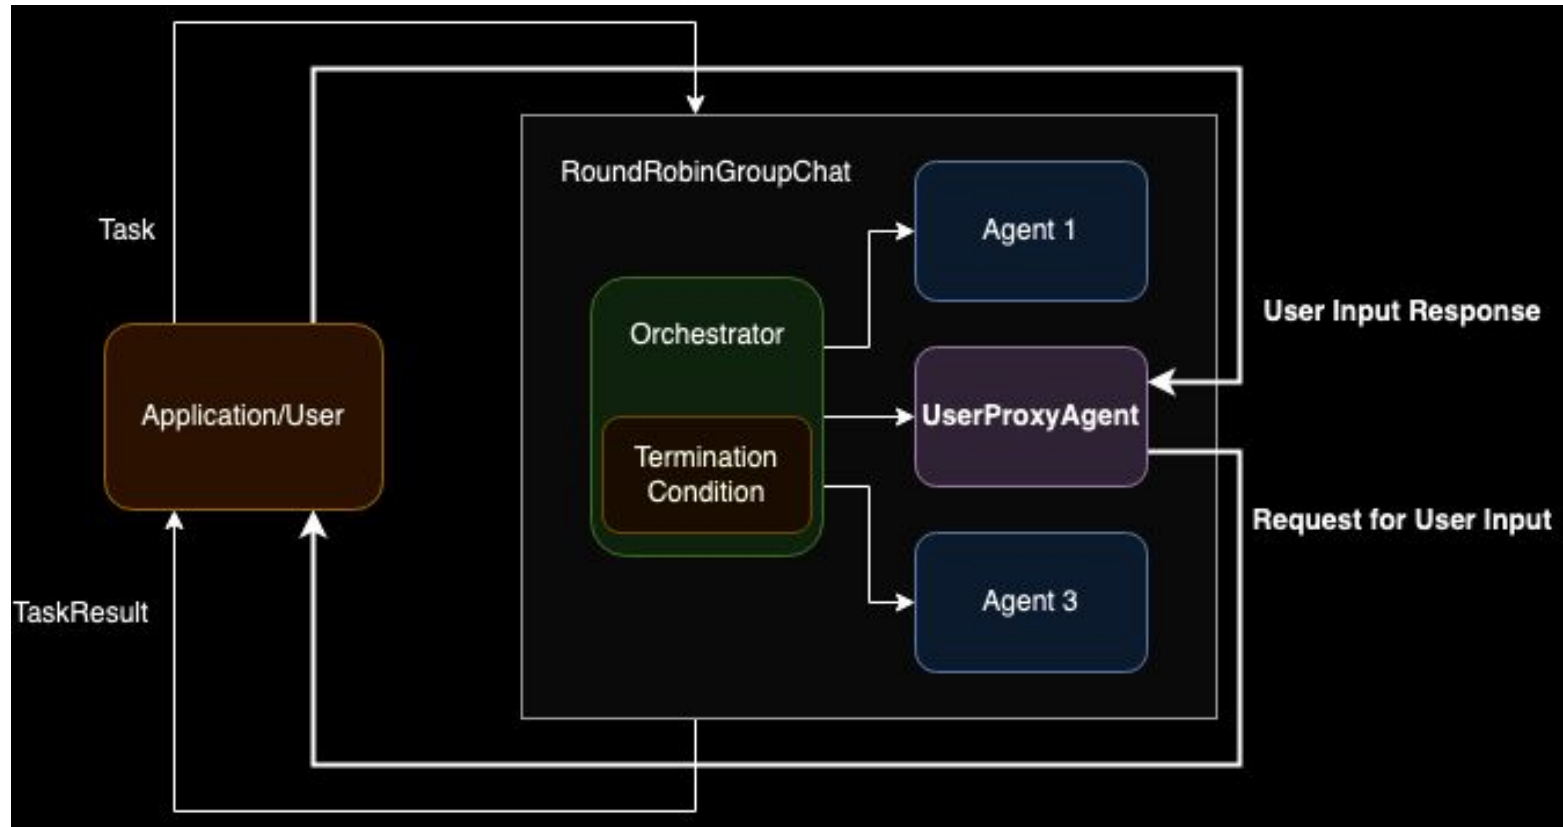 RoundRobinGroupChat
Agent 1
Task
User Input Response
Orchestrator
Application/User
UserProxyAgent
Termination
Condition
Request for User Input
TaskResult
Agent 3